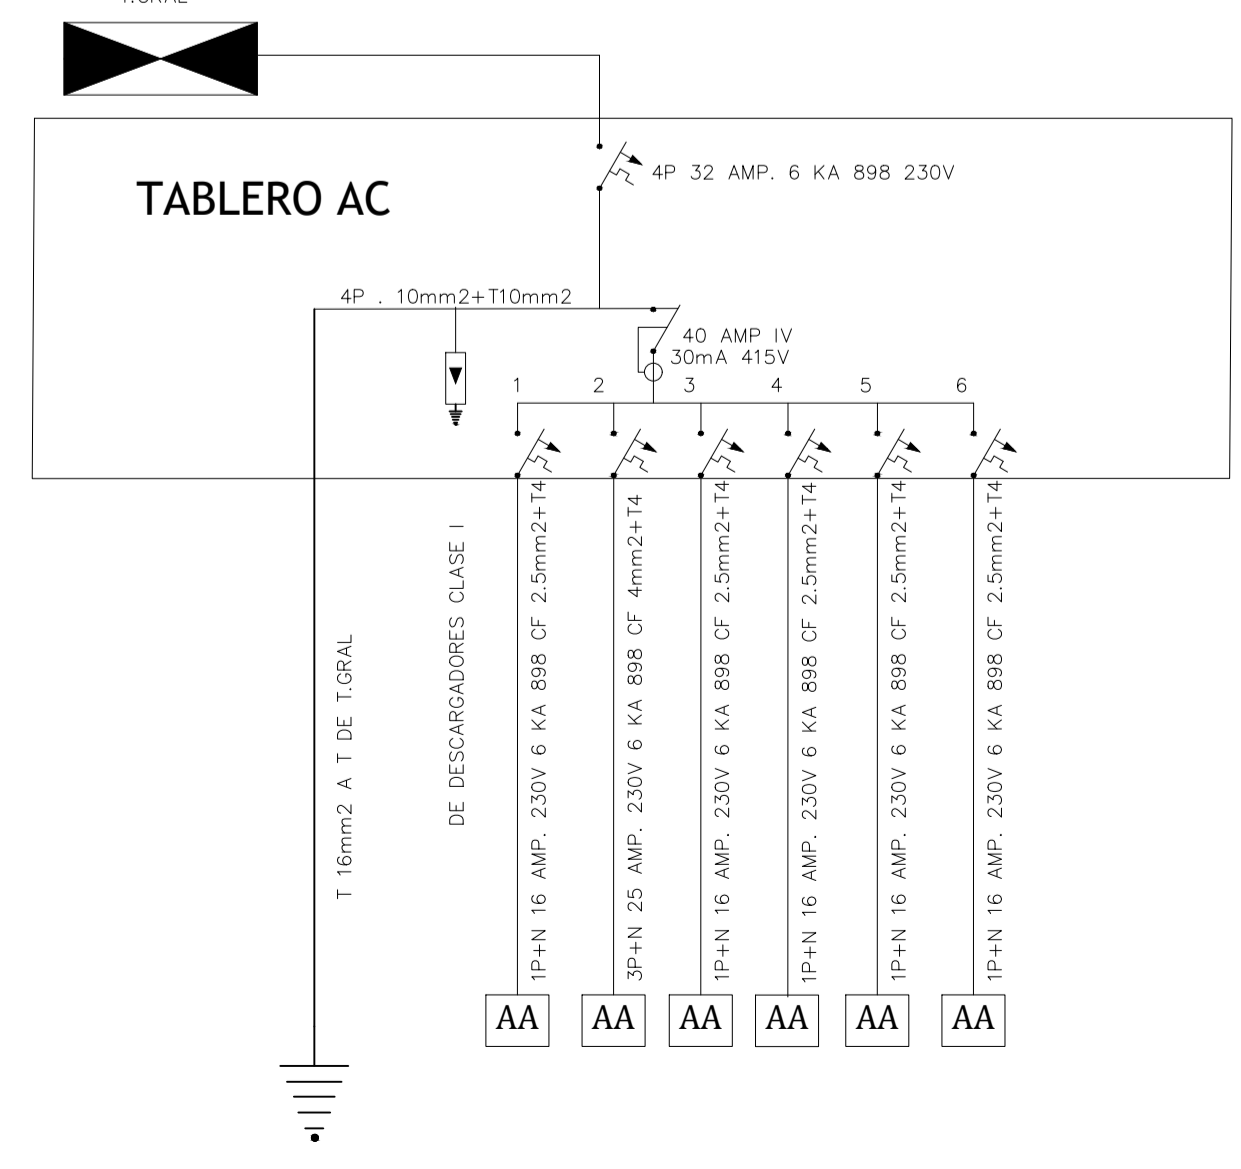 T.GRAL
TABLERO AC
4P 32 AMP. 6 KA 898 230V
4P . 10mm2+T10mm2
40 AMP IV
30mA 415V
1 2 3 4 5 6
T 16mm2 A T DE T.GRAL
DE DESCARGADORES CLASE I
1P+N 16 AMP. 230V 6 KA 898 CF 2.5mm2+T4
3P+N 25 AMP. 230V 6 KA 898 CF 4mm2+T4
1P+N 16 AMP. 230V 6 KA 898 CF 2.5mm2+T4
1P+N 16 AMP. 230V 6 KA 898 CF 2.5mm2+T4
1P+N 16 AMP. 230V 6 KA 898 CF 2.5mm2+T4
1P+N 16 AMP. 230V 6 KA 898 CF 2.5mm2+T4
AA AA AA AA AA AA